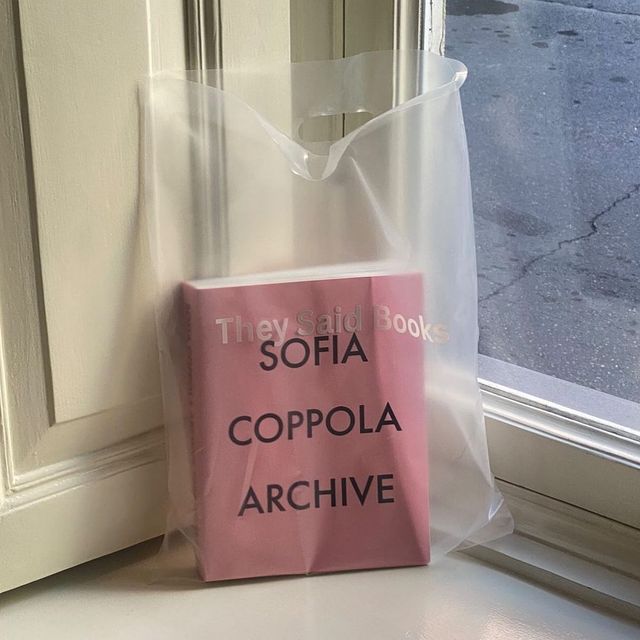 They Said Books
SOFIA
COPPOLA
ARCHIVE